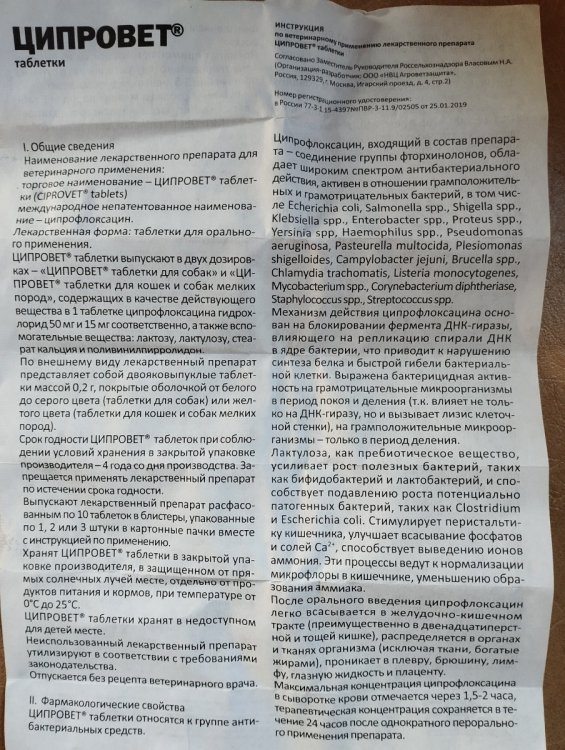 ЦИПРОВЕТ®
таблетки
ИНСТРУКЦИЯ
по ветеринарному применению лекарственного препарата
ЦИПРОВЕТ® таблетки
Согласовано Заместитель Руководителя Россельхознадзора Власовым Н.А.
(Организация-разработчик: ООО «НВЦ Агроветзащита»,
Россия, 129329, г. Москва, Игарский проезд, д. 4, стр.2)
Номер регистрационного удостоверения:
в России 77-3-1.15-4397№ПВР-3-11.9/02505 от 25.01.2019
I. Общие сведения
Наименование лекарственного препарата для
ветеринарного применения:
. торговое наименование – ЦИПРОВЕТ® таблет-
ки (CIPROVET® tablets)
международное непатентованное наименова-
ние – ципрофлоксацин.
Лекарственная форма: таблетки для орально-
го применения.
ЦИПРОВЕТ® таблетки выпускают в двух дозиров-
ках – «ЦИПРОВЕТ® таблетки для собак» и «ЦИ-
ПРОВЕТ® таблетки для кошек и собак мелких
пород», содержащих в качестве действующего
вещества в 1 таблетке ципрофлоксацина гидрох-
лорид 50 мг и 15 мг соответственно, а также вспо-
могательные вещества: лактозу, лактулозу, стеа-
рат кальция и поливинилпирролидон.
По внешнему виду лекарственный препарат
представляет собой двояковыпуклые таблет-
ки массой 0,2 г, покрытые оболочкой от белого
до серого цвета (таблетки для собак) или жел-
того цвета (таблетки для кошек и собак мелких
пород).
Срок годности ЦИПРОВЕТ® таблеток при соблю-
дении условий хранения в закрытой упаковке
производителя – 4 года со дня производства. За-
прещается применять лекарственный препарат
по истечении срока годности.
Выпускают лекарственный препарат расфасо-
ванным по 10 таблеток в блистеры, упакованные
по 1, 2 или 3 штуки в картонные пачки вместе
с инструкцией по применению.
Хранят ЦИПРОВЕТ® таблетки в закрытой упа-
ковке производителя, в защищенном от пря-
мых солнечных лучей месте, отдельно от про-
дуктов питания и кормов, при температуре от
0°С до 25°С.
ЦИПРОВЕТ® таблетки хранят в недоступном
для детей месте.
Неиспользованный лекарственный препарат
утилизируют в соответствии с требованиями
законодательства.
Отпускается без рецепта ветеринарного врача.
II. Фармакологические свойства
ЦИПРОВЕТ® таблетки относятся к группе анти-
бактериальных средств.
Ципрофлоксацин, входящий в состав препара-
та – соединение группы фторхинолонов, обла-
дает широким спектром антибактериального
действия, активен в отношении грамположитель-
ных и грамотрицательных бактерий, в том чис-
ле Escherichia coli, Salmonella spp., Shigella spp.,
Klebsiella spp., Enterobacter spp., Proteus spp.,
Yersinia spp, Haemophilus spp., Pseudomonas
aeruginosa, Pasteurella multocida, Plesiomonas
shigelloides, Campylobacter jejuni, Brucella spp.,
Chlamydia trachomatis, Listeria monocytogenes,
Mycobacterium spp., Corynebacterium diphtheriase,
Staphylococcus spp., Streptococcus spp.
Механизм действия ципрофлоксацина осно-
ван на блокировании фермента ДНК-гиразы,
влияющего на репликацию спирали ДНК
в ядре бактерии, что приводит к нарушению
синтеза белка и быстрой гибели бактериаль-
ной клетки. Выражена бактерицидная актив-
ность на грамотрицательные микроорганизмы
в период покоя и деления (т.к. влияет не толь-
ко на ДНК-гиразу, но и вызывает лизис клеточ-
ной стенки), на грамположительные микроор-
ганизмы – только в период деления.
Лактулоза, как пребиотическое вещество,
усиливает рост полезных бактерий, таких
как бифидобактерий и лактобактерий, и спо-
собствует подавлению роста потенциально
патогенных бактерий, таких как Clostridium
и Escherichia coli. Стимулирует перистальти-
ку кишечника, улучшает всасывание фосфатов
и солей Ca²⁺, способствует выведению ионов
аммония. Эти процессы ведут к нормализации
микрофлоры в кишечнике, уменьшению обра-
зования аммиака.
После орального введения ципрофлоксацин
легко всасывается в желудочно-кишечном
тракте (преимущественно в двенадцатиперст-
ной и тощей кишке), распределяется в органах
и тканях организма (исключая ткани, богатые
жирами), проникает в плевру, брюшину, лим-
фу, глазную жидкость и плаценту.
Максимальная концентрация ципрофлоксацина
в сыворотке крови отмечается через 1,5-2 часа,
терапевтическая концентрация сохраняется в те-
чение 24 часов после однократного перорально-
го применения препарата.